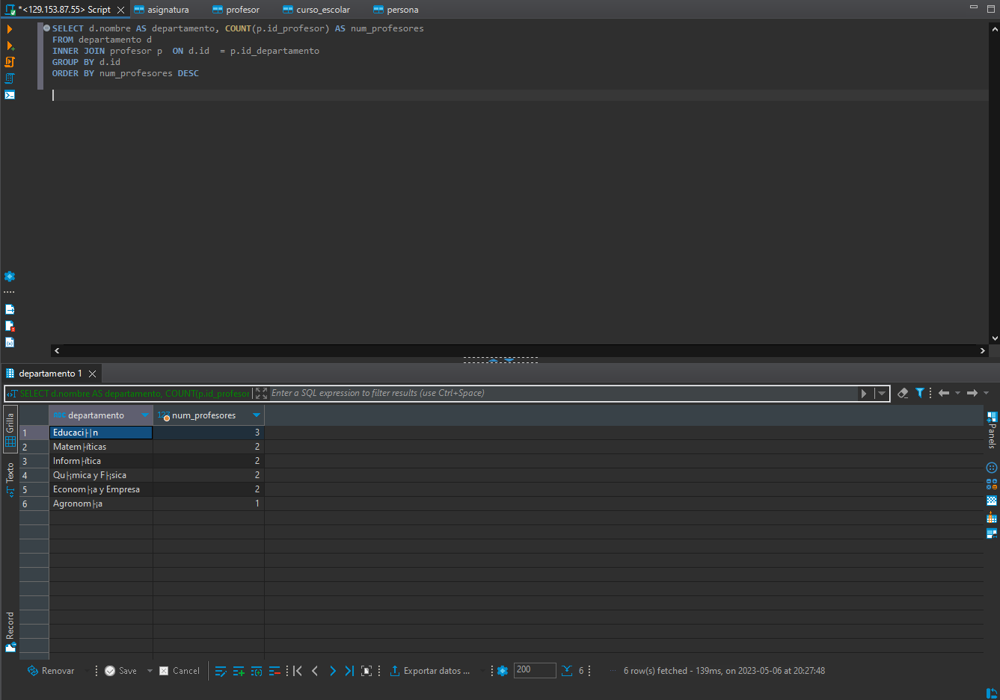 *<129.153.87.55> Script
asignatura
profesor
curso_escolar
persona
SELECT d.nombre AS departamento, COUNT(p.id_profesor) AS num_profesores
FROM departamento d
INNER JOIN profesor p  ON d.id  = p.id_departamento
GROUP BY d.id
ORDER BY num_profesores DESC
departamento 1
SELECT d.nombre AS departamento, COUNT(p.id_profesor
Enter a SQL expression to filter results (use Ctrl+Space)
Grilla
Texto
Record
Panels
ABC departamento
123 num_profesores
1 Educaci├│n 3
2 Matem├íticas 2
3 Inform├ítica 2
4 Qu├¡mica y F├¡sica 2
5 Econom├¡a y Empresa 2
6 Agronom├¡a 1
Renovar
Save
Cancel
Exportar datos ...
200
6
6 row(s) fetched - 139ms, on 2023-05-06 at 20:27:48